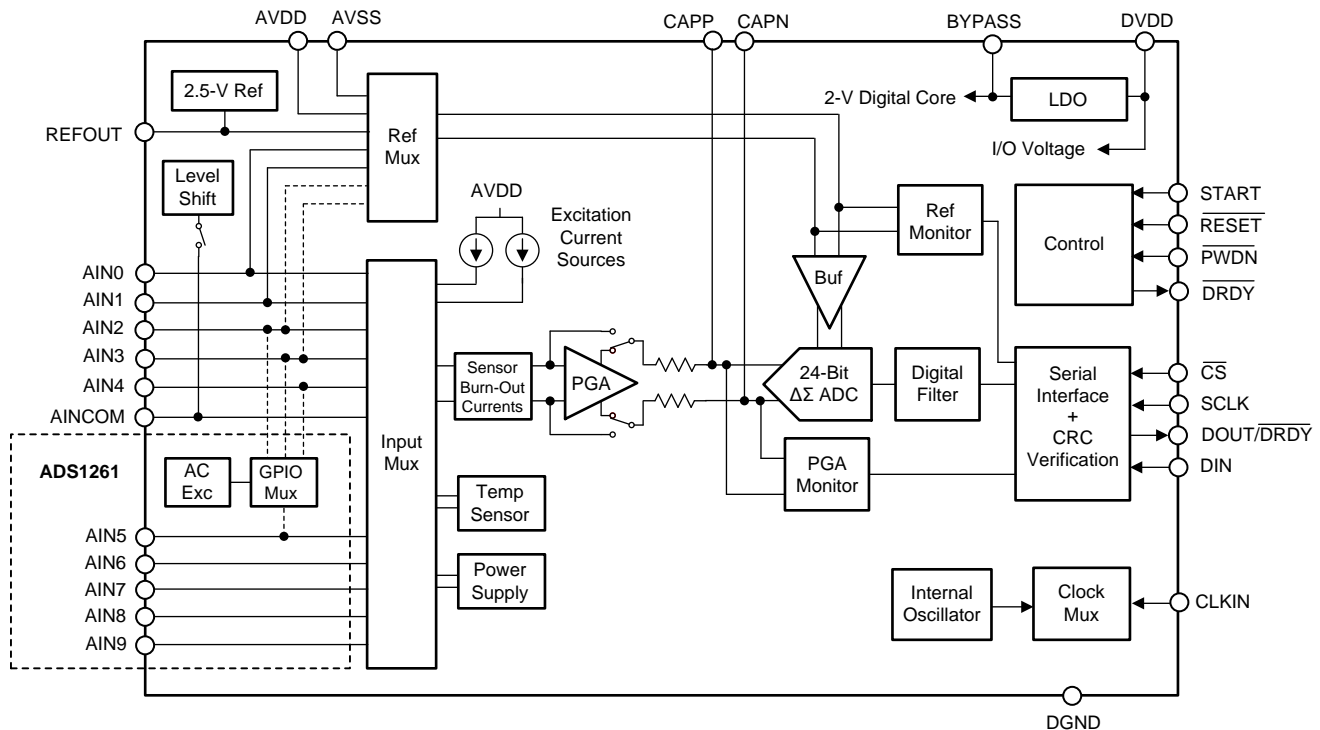 AVDD
AVSS
CAPP
CAPN
BYPASS
DVDD
2.5-V Ref
REFOUT
Ref
Mux
2-V Digital Core
LDO
I/O Voltage
Level
Shift
AVDD
Excitation
Current
Sources
Ref
Monitor
Control
START
RESET
PWDN
DRDY
AIN0
AIN1
AIN2
AIN3
AIN4
AINCOM
Buf
Input
Mux
Sensor
Burn-Out
Currents
PGA
24-Bit
ΔΣ ADC
Digital
Filter
Serial
Interface
+
CRC
Verification
CS
SCLK
DOUT/DRDY
DIN
PGA
Monitor
ADS1261
AC
Exc
GPIO
Mux
Temp
Sensor
AIN5
AIN6
AIN7
AIN8
AIN9
Power
Supply
Internal
Oscillator
Clock
Mux
CLKIN
DGND